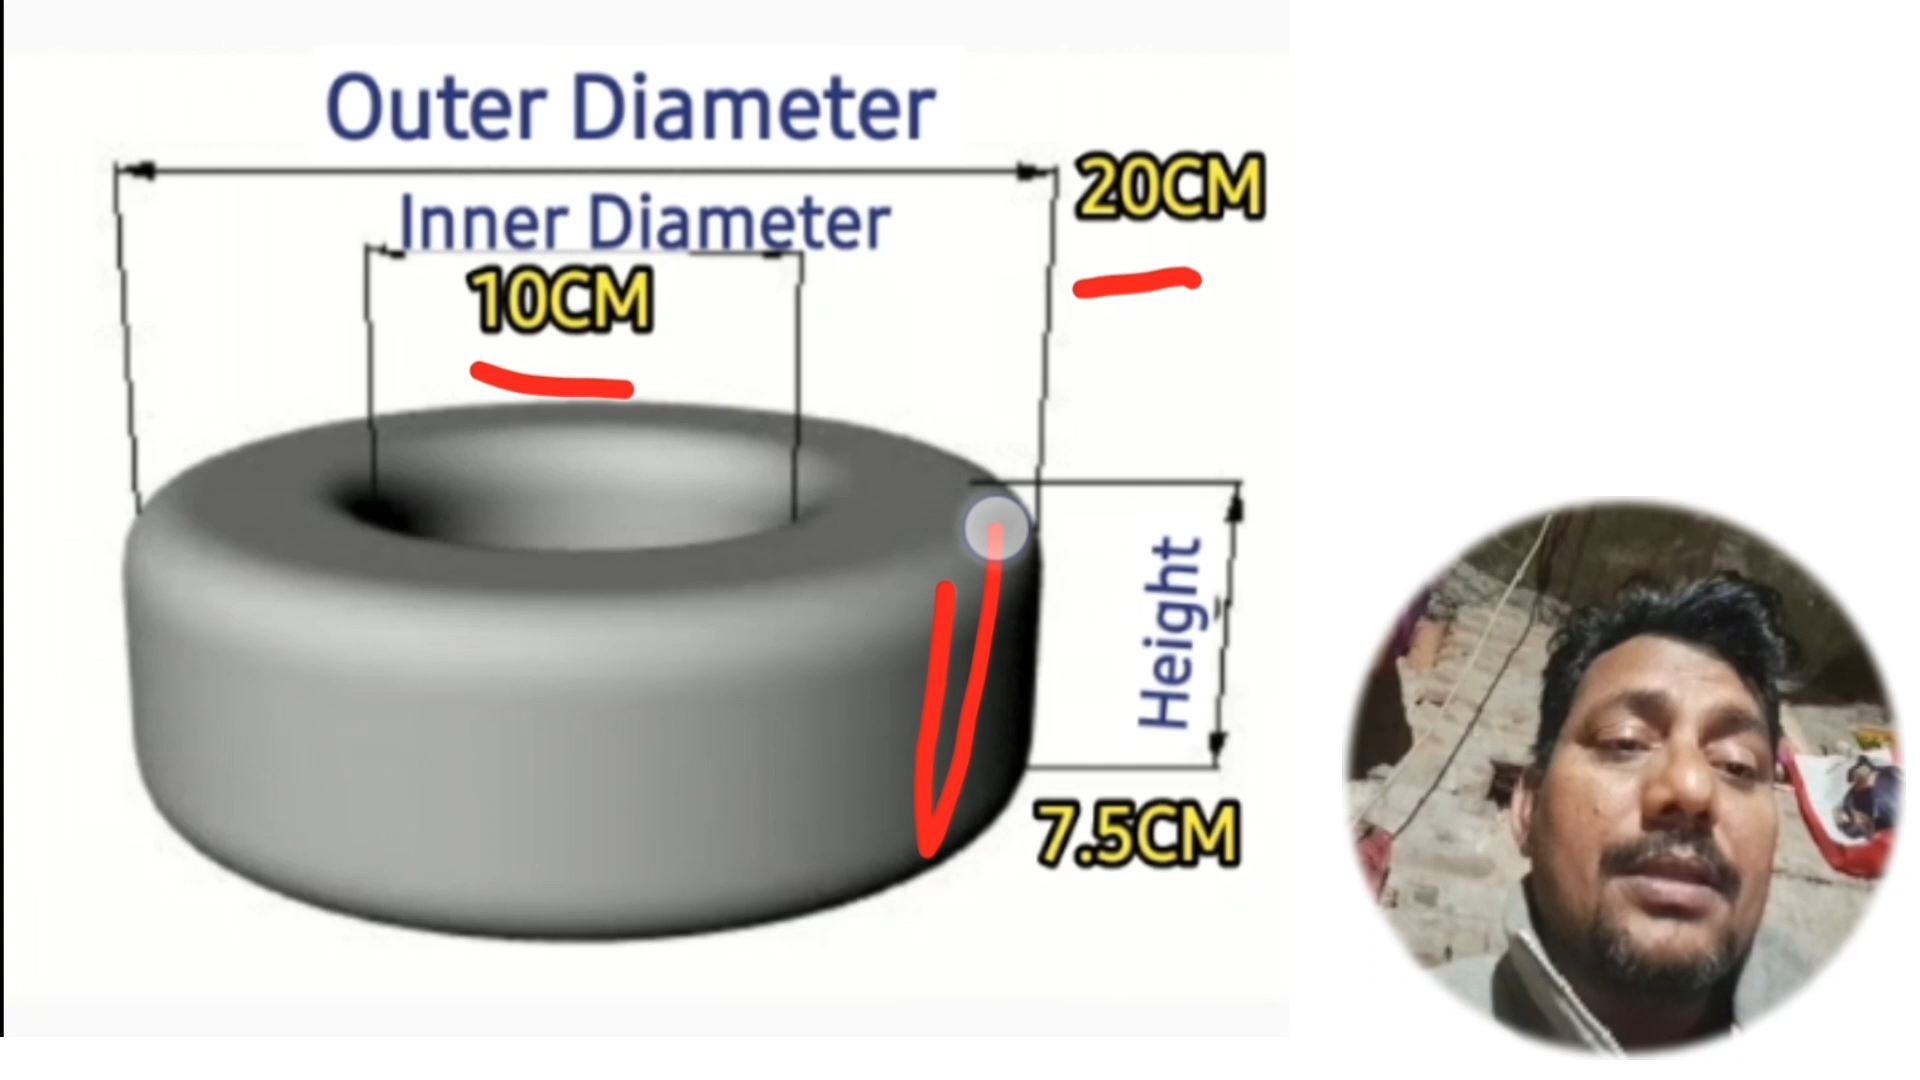 Outer Diameter
20CM
Inner Diameter
10CM
Height
7.5CM